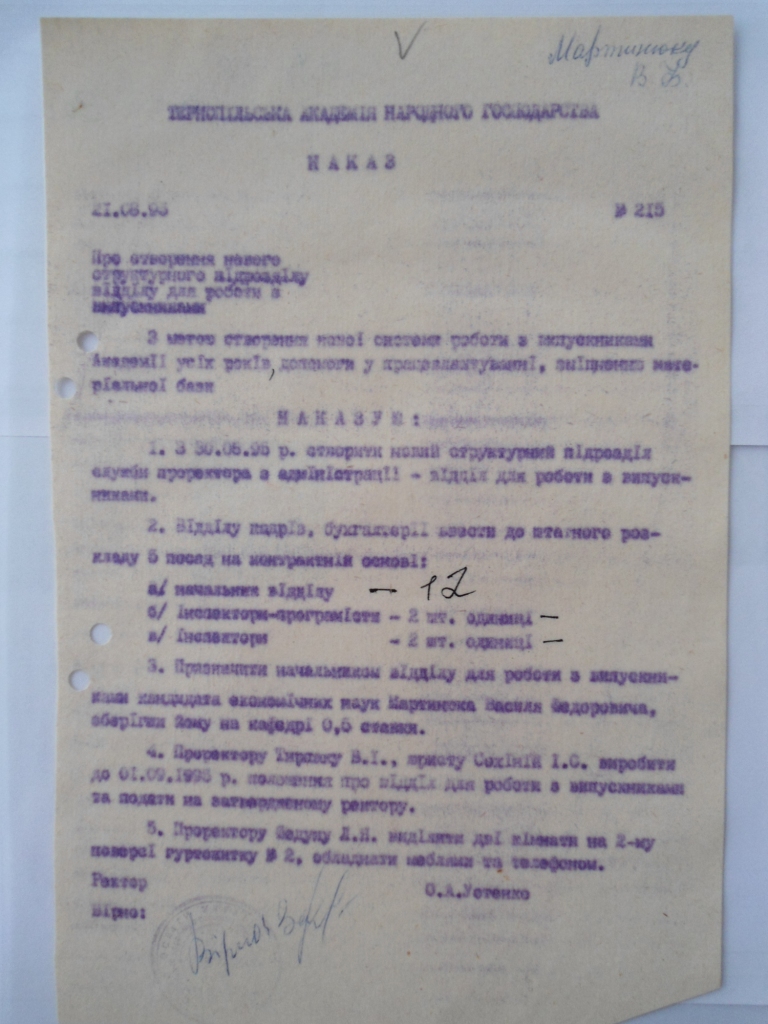 Мартинюку
В. Ф.
ТЕРНОПІЛЬСЬКА АКАДЕМІЯ НАРОДНОГО ГОСПОДАРСТВА
НАКАЗ
21.08.95
№ 215
Про створення нового
структурного підрозділу
відділу для роботи з
випускниками
З метою створення нової системи роботи з випускниками
Академії усіх років, допомоги у працевлаштуванні, зміцнення мате-
ріальної бази
НАКАЗУЮ:
1. З 30.08.95 р. створити новий структурний підрозділ
служби проректора з адміністрації - відділ для роботи з випуск-
никами.
2. Відділу кадрів, бухгалтерії ввести до штатного роз-
кладу 5 посад на контрактній основі:
а/ начальник відділу — 12
б/ інспектори-програмісти - 2 шт. одиниці —
в/ інспектори - 2 шт. одиниці —
3. Призначити начальником відділу для роботи з випускни-
ками кандидата економічних наук Мартинюка Василя Федоровича,
зберігши йому на кафедрі 0,5 ставки.
4. Проректору В.І., юристу І.С. виробити
до 01.09.1995 р. положення про відділ для роботи з випускниками
та подати на затвердження ректору.
5. Проректору виділити дві кімнати на 2-му
поверсі гуртожитку № 2, обладнати меблями та телефоном.
Ректор
О.А.Устенко
Вірно:
Вірно: